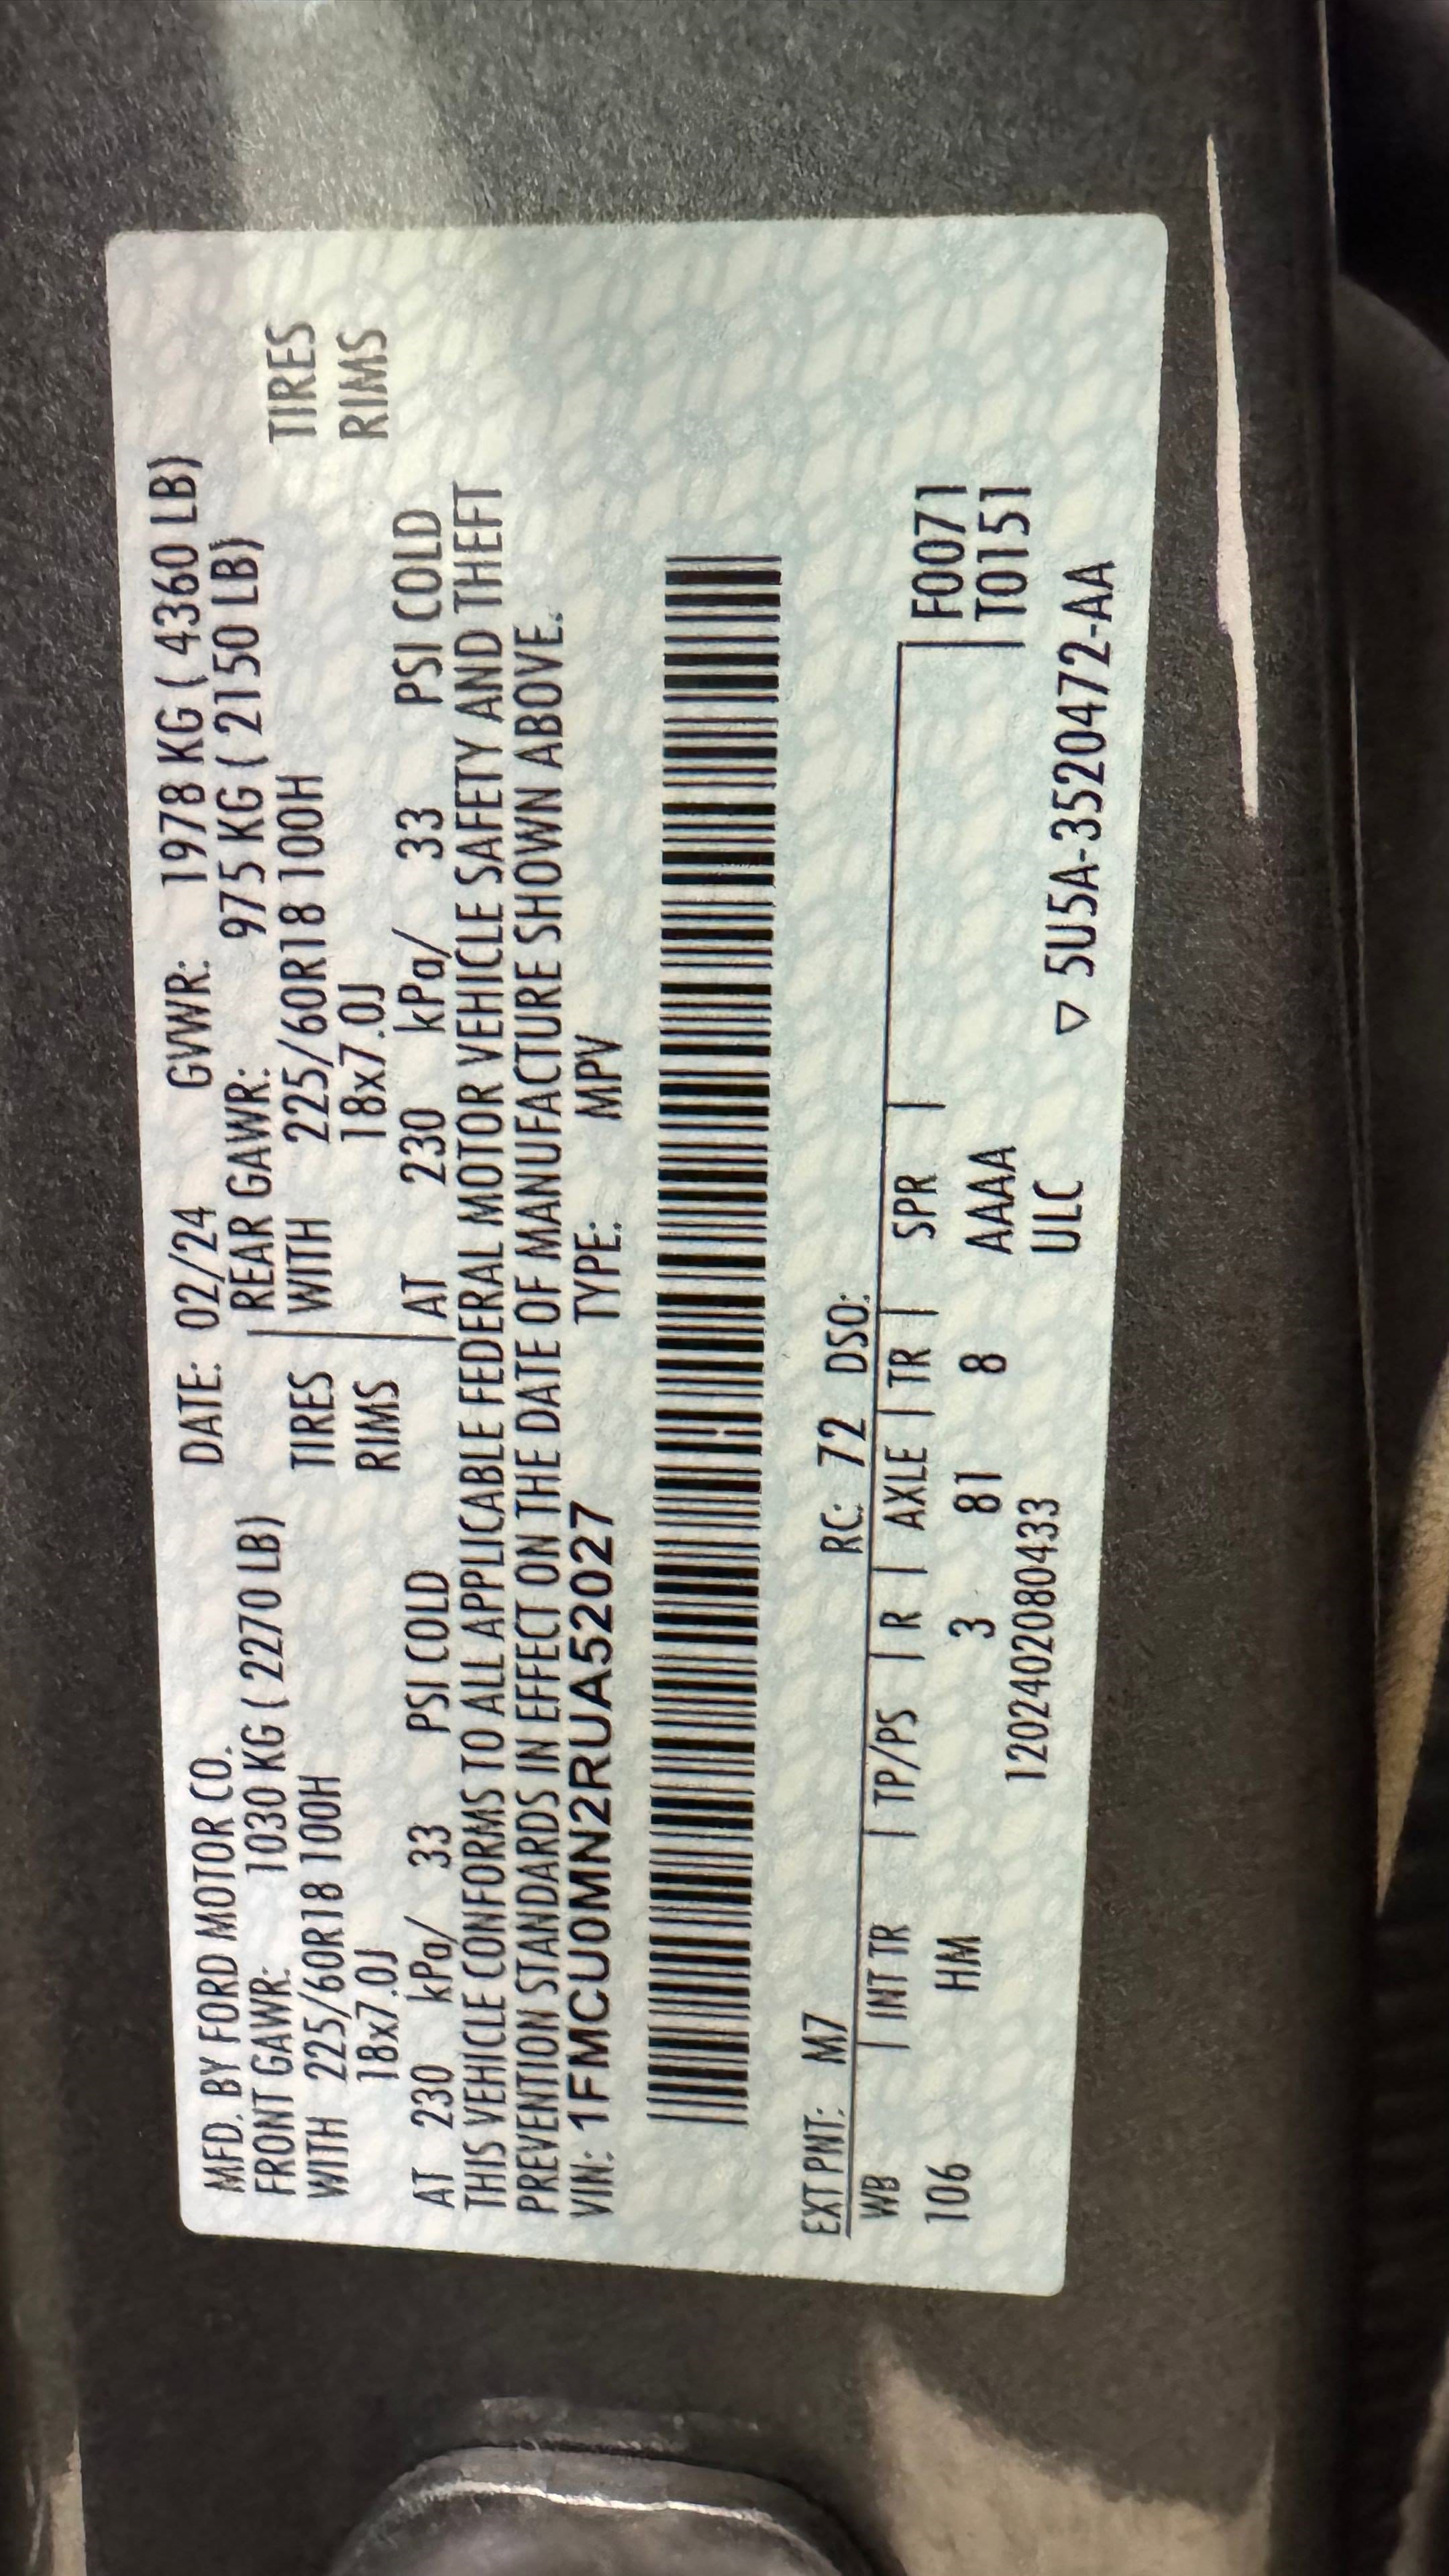 MFD. BY FORD MOTOR CO. DATE: 02/24 GVWR: 1978 KG ( 4360 LB)
FRONT GAWR: 1030 KG ( 2270 LB) REAR GAWR: 975 KG ( 2150 LB)
WITH 225/60R18 100H TIRES WITH 225/60R18 100H TIRES
18x7.0J RIMS 18x7.0J RIMS
AT 230 kPa/ 33 PSI COLD AT 230 kPa/ 33 PSI COLD
THIS VEHICLE CONFORMS TO ALL APPLICABLE FEDERAL MOTOR VEHICLE SAFETY AND THEFT
PREVENTION STANDARDS IN EFFECT ON THE DATE OF MANUFACTURE SHOWN ABOVE.
VIN: 1FMCU0MN2RUA52027 TYPE: MPV
EXT PNT: M7 RC: 72 DSO:
WB | INT TR | TP/PS | R | AXLE | TR | SPR | F0071
106 HM 3 81 8 AAAA T0151
1202402080433 ULC ▽ 5U5A-3520472-AA